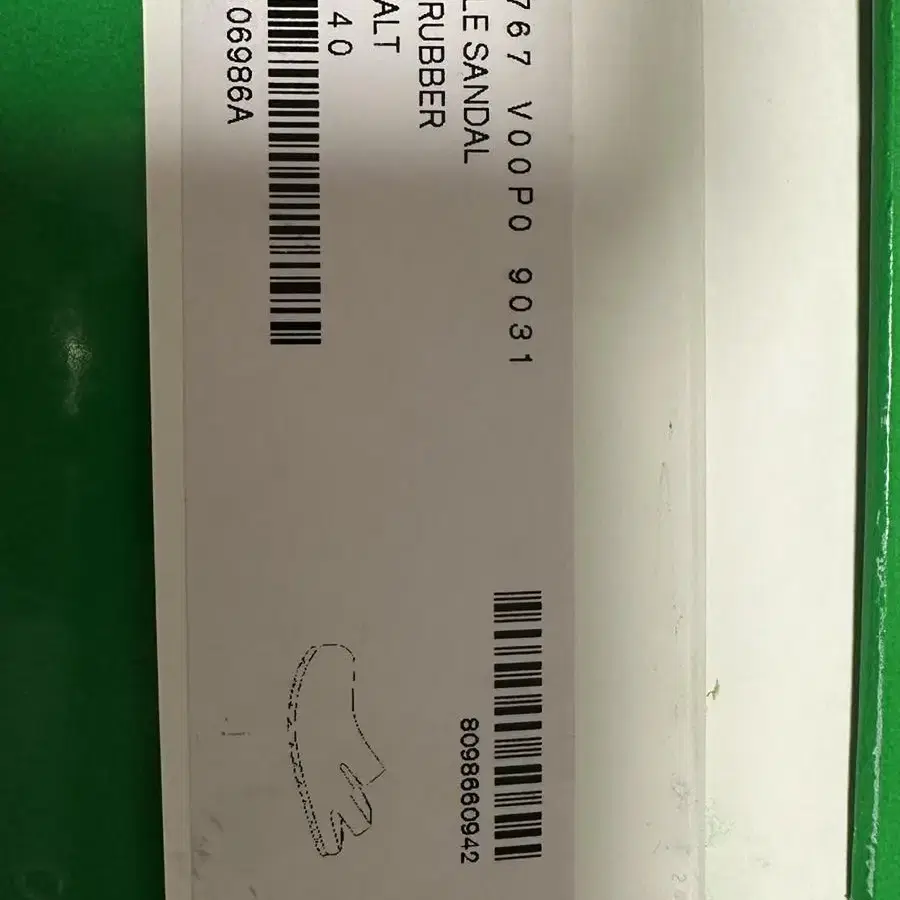 767 V00P0 9031
LE SANDAL
RUBBER
ALT
40
06986A
8098660942